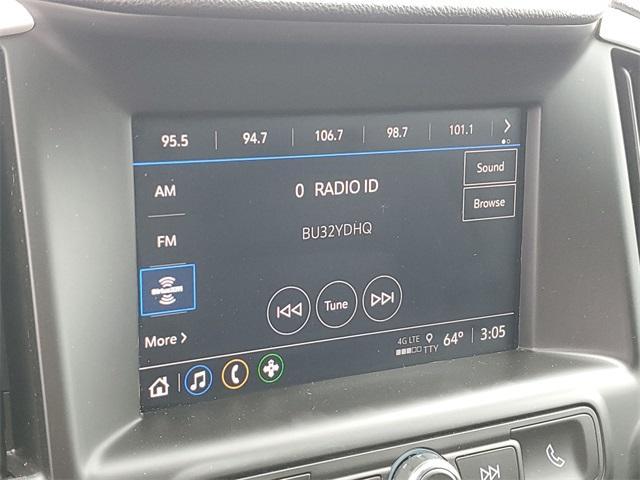 95.5 94.7 106.7 98.7 101.1
AM 0 RADIO ID Sound
FM BU32YDHQ Browse
SiriusXM
Tune
More
4G LTE TTY 64° 3:05